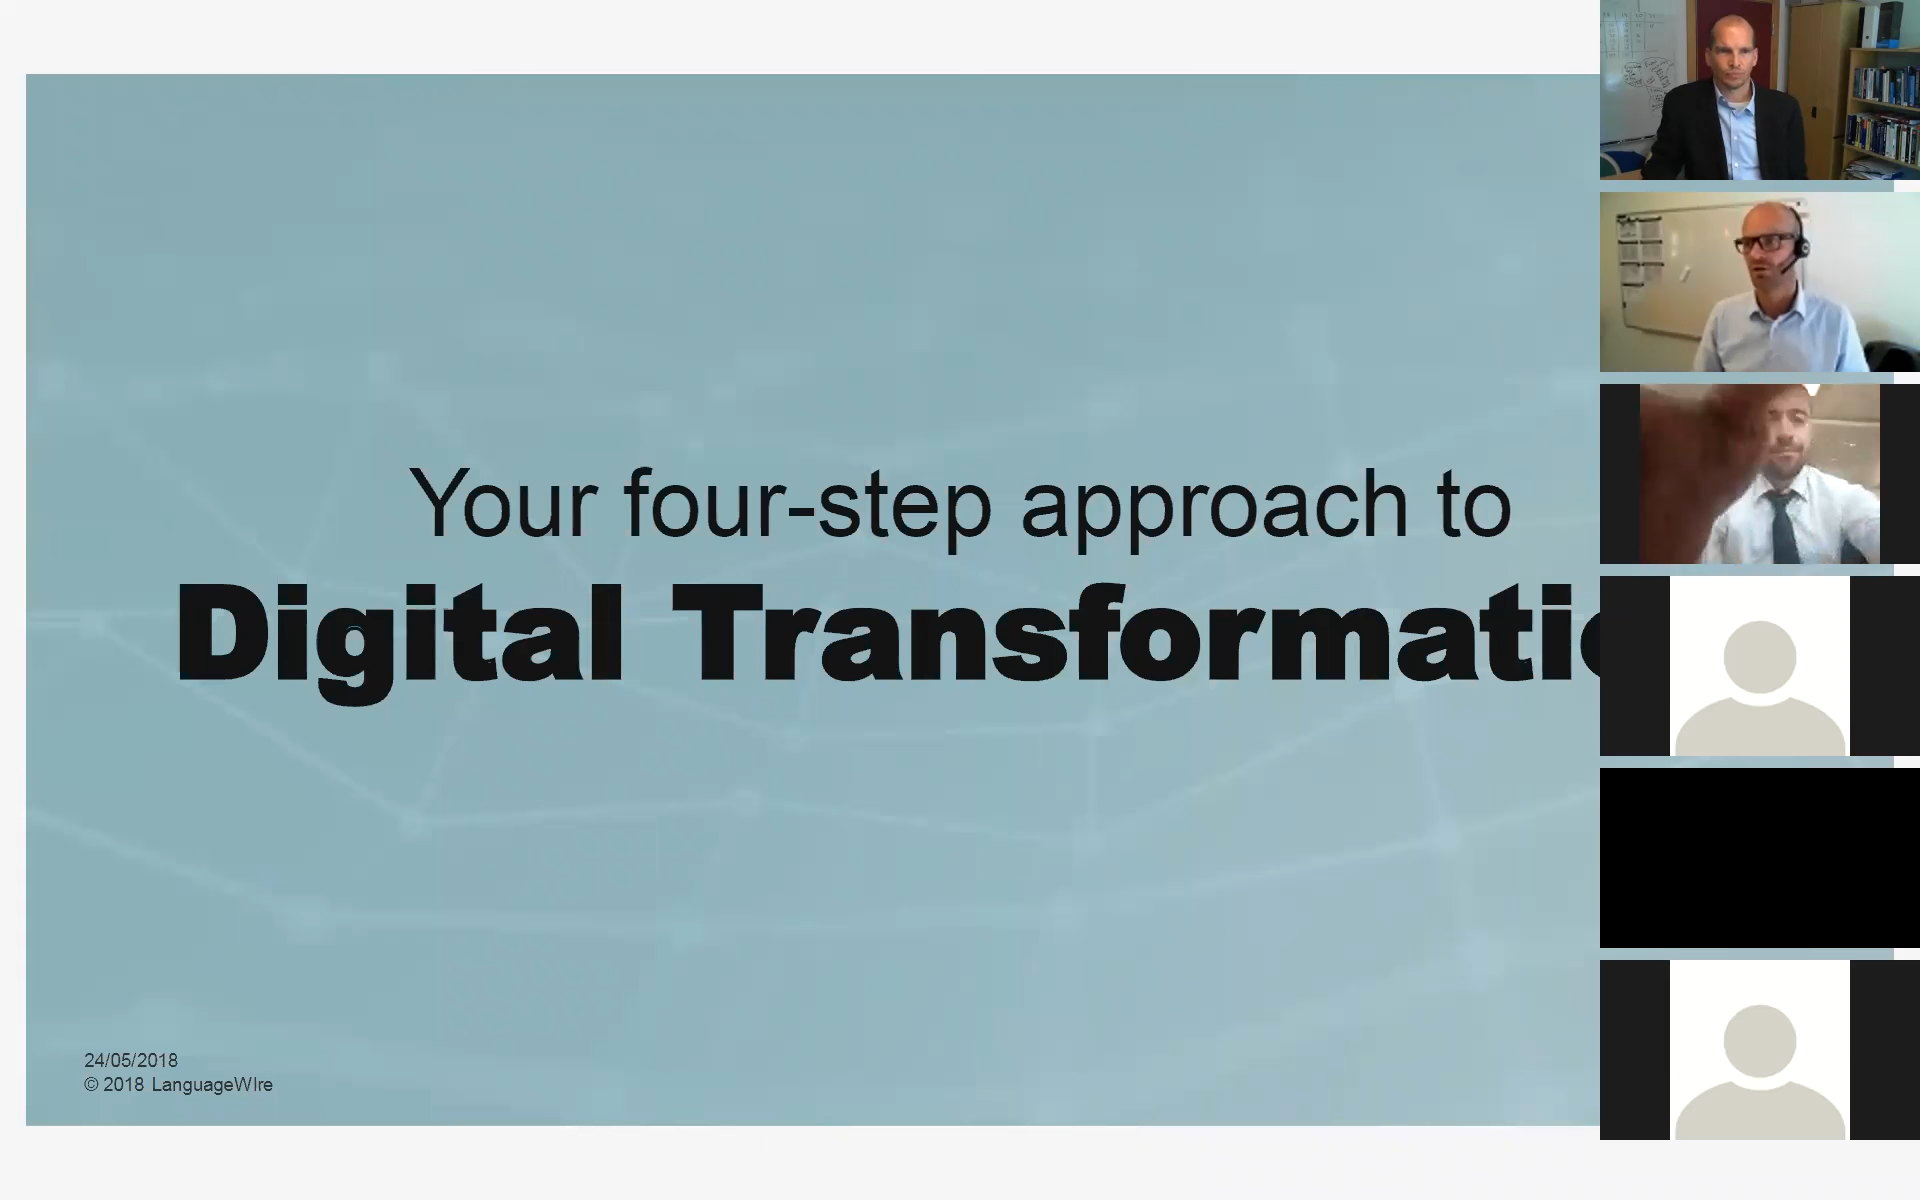 Your four-step approach to
Digital Transformatio
24/05/2018
© 2018 LanguageWIre